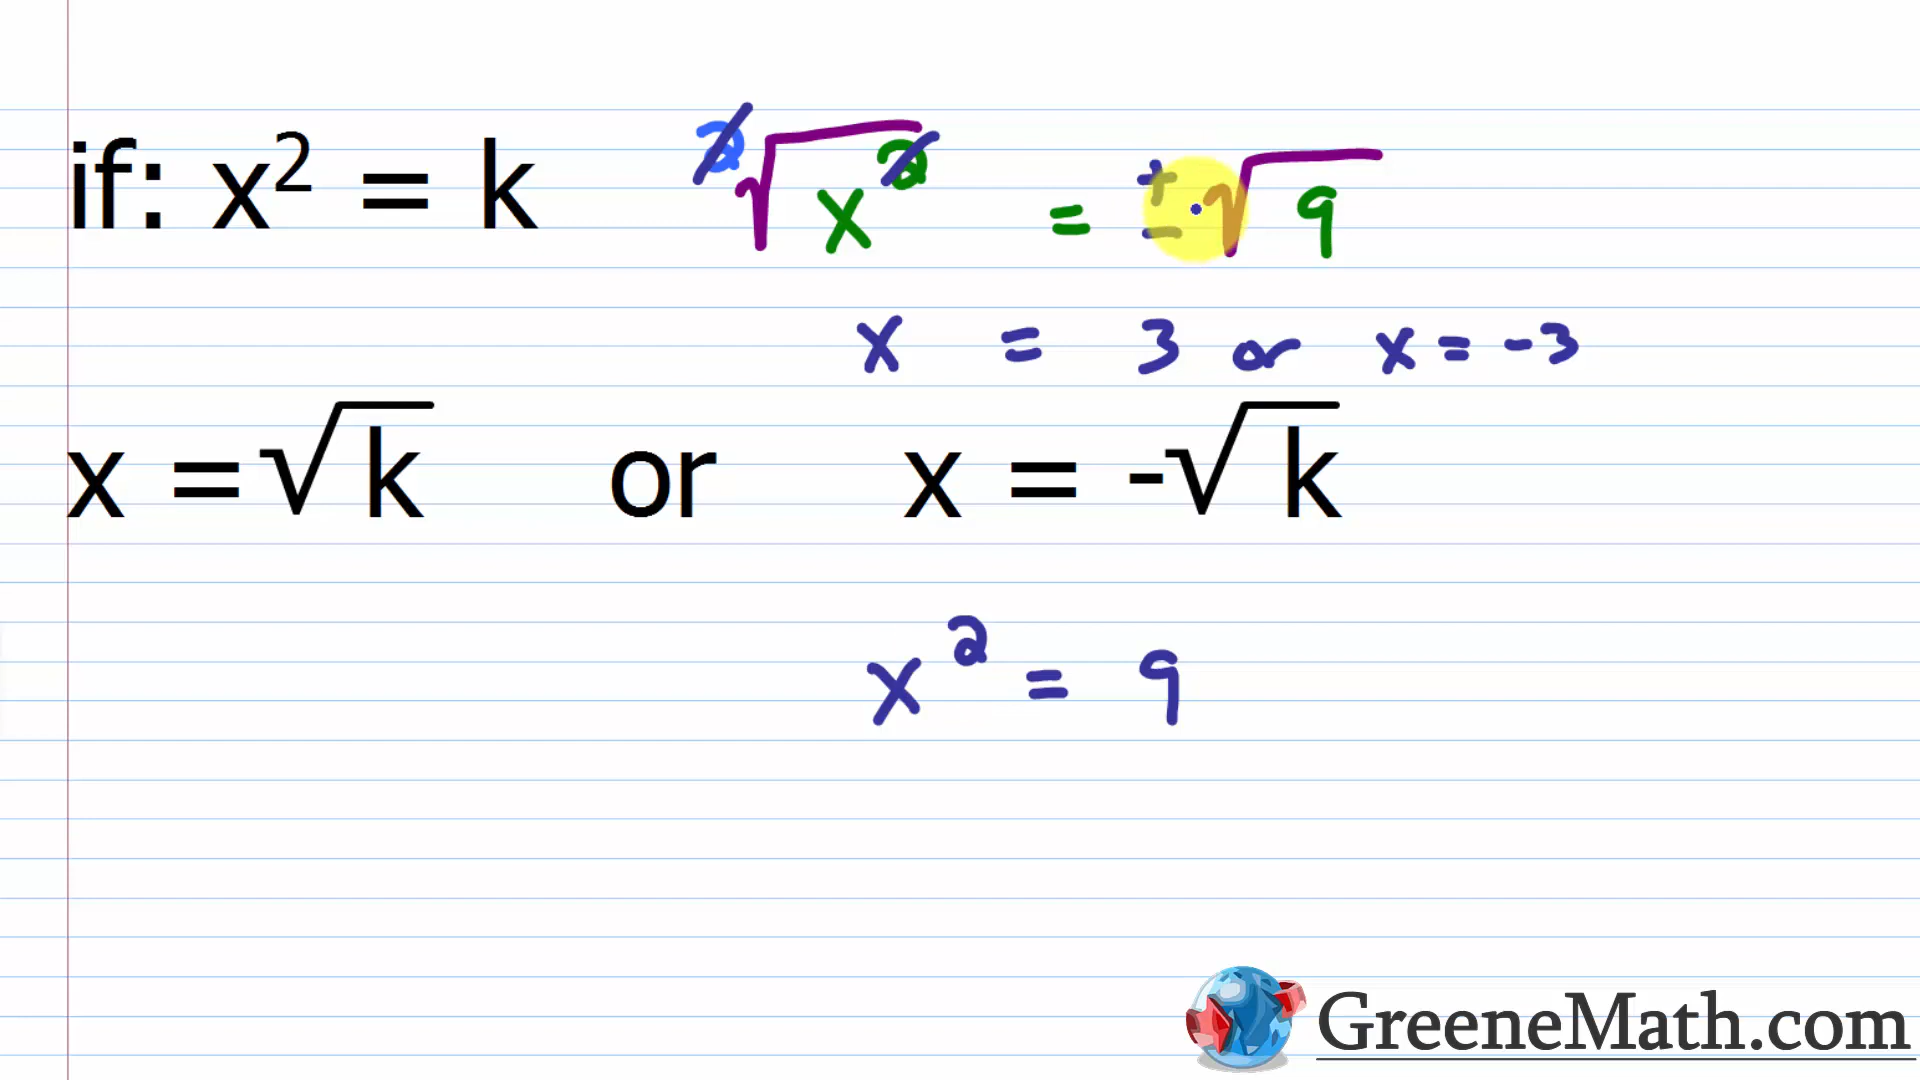 if: x² = k ²√x² = ±√9
x = 3 or x = -3
x = √k or x = -√k
x² = 9
GreeneMath.com